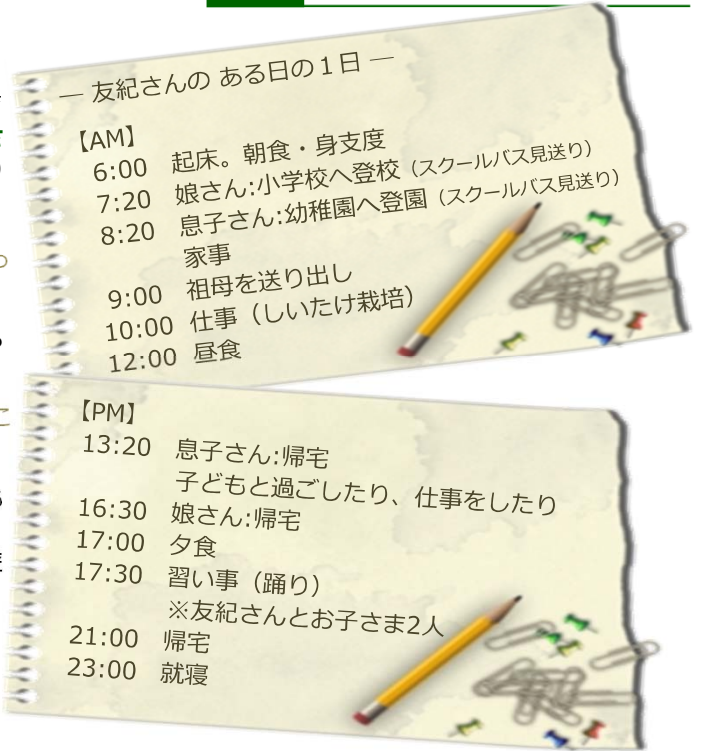 ― 友紀さんの ある日の１日 ―
【AM】
6:00 起床。朝食・身支度
7:20 娘さん:小学校へ登校（スクールバス見送り）
8:20 息子さん:幼稚園へ登園（スクールバス見送り）
家事
9:00 祖母を送り出し
10:00 仕事（しいたけ栽培）
12:00 昼食
【PM】
13:20 息子さん:帰宅
子どもと過ごしたり、仕事をしたり
16:30 娘さん:帰宅
17:00 夕食
17:30 習い事（踊り）
※友紀さんとお子さま2人
21:00 帰宅
23:00 就寝